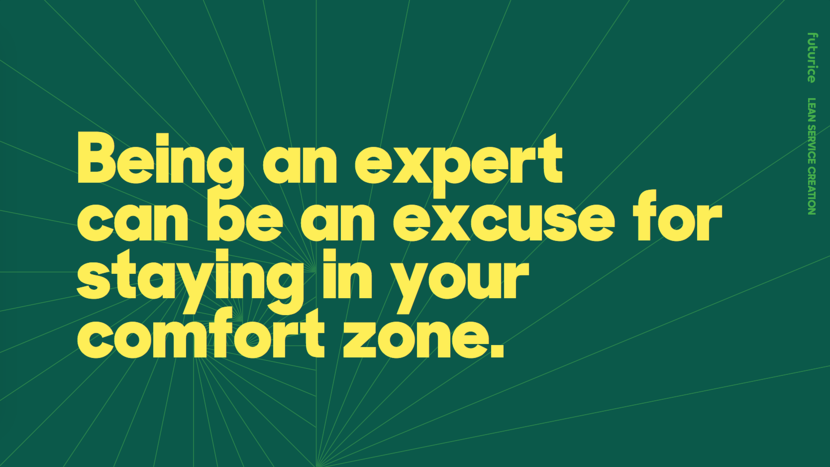 Being an expert
can be an excuse for
staying in your
comfort zone.
futurice LEAN SERVICE CREATION